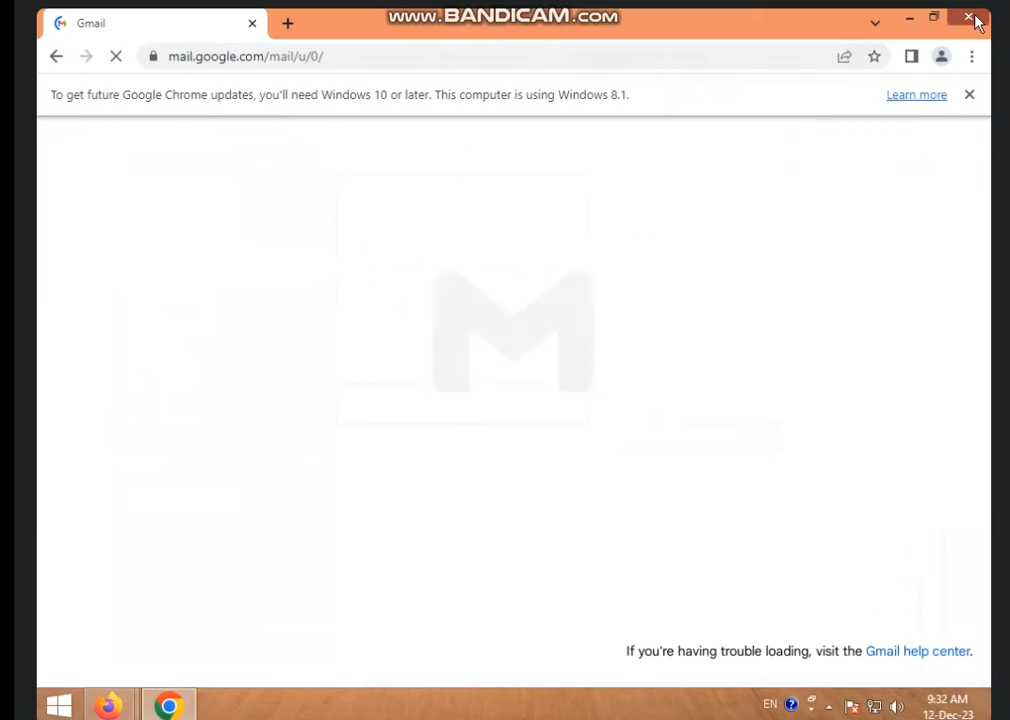 Gmail
www.BANDICAM.com
mail.google.com/mail/u/0/
To get future Google Chrome updates, you'll need Windows 10 or later. This computer is using Windows 8.1.
Learn more
If you're having trouble loading, visit the Gmail help center.
EN
9:32 AM
12-Dec-23